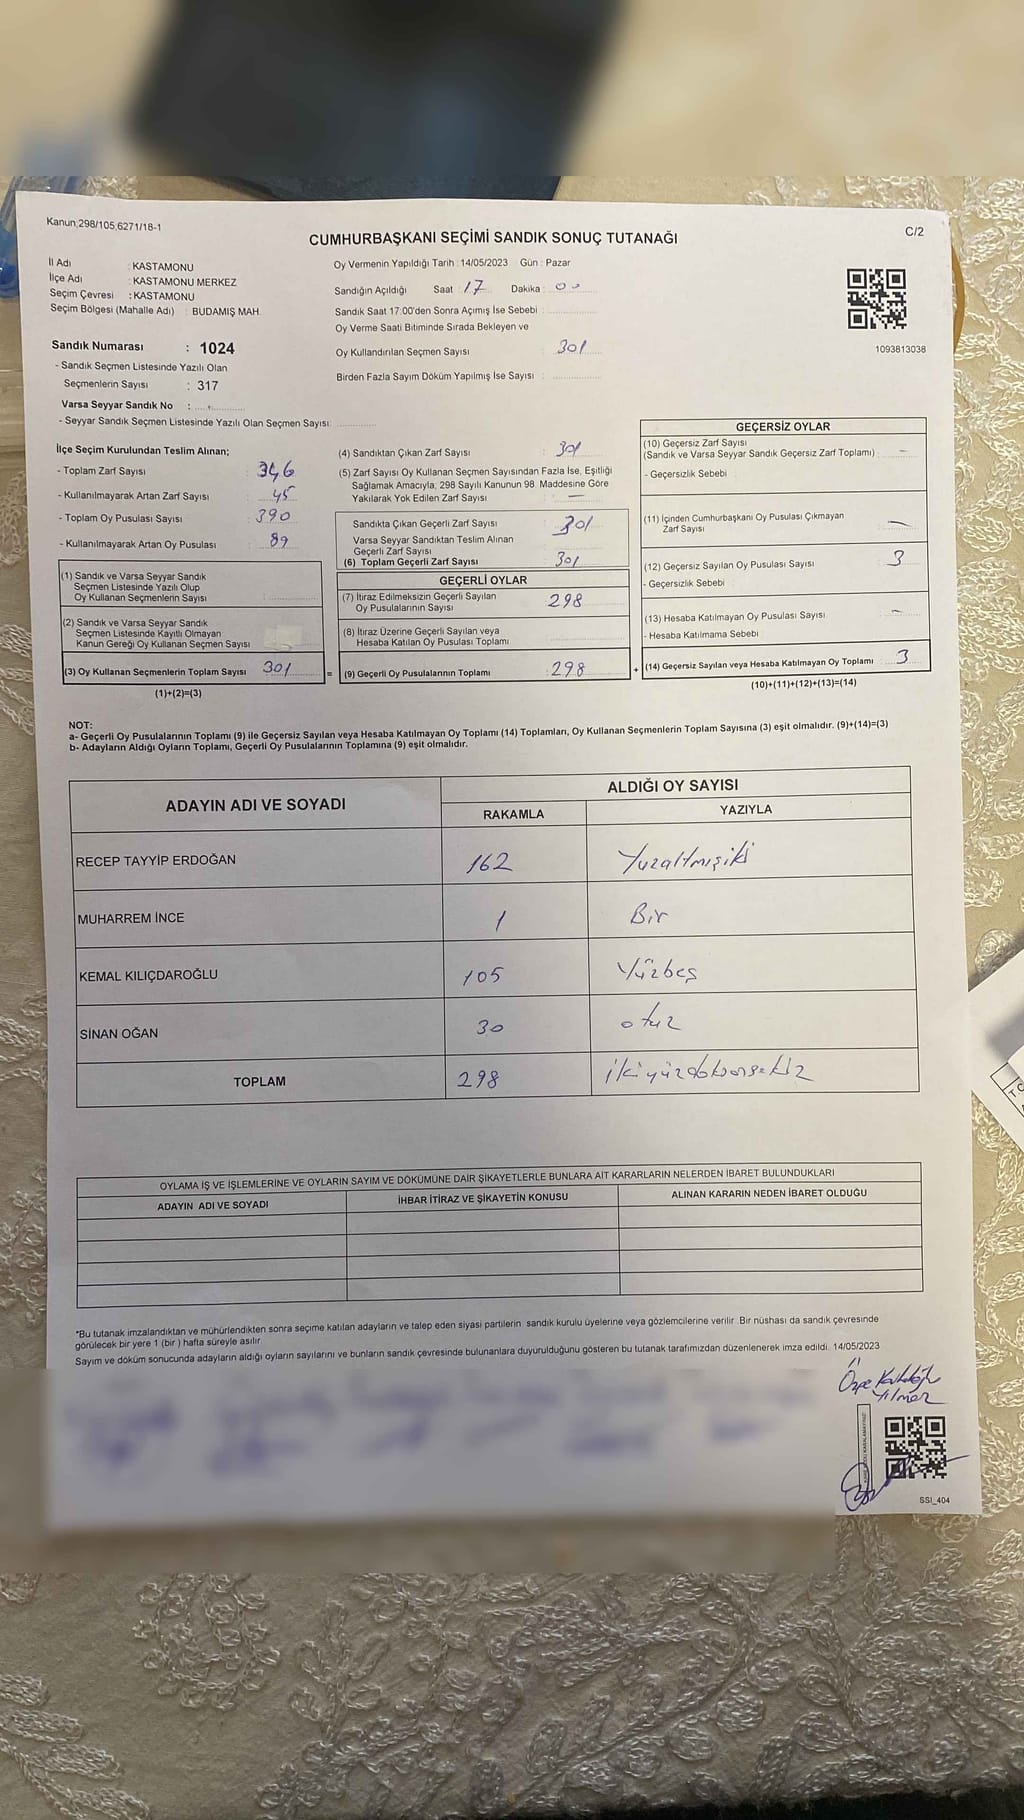 Kanun;298/105,6271/18-1
C/2
CUMHURBAŞKANI SEÇİMİ SANDIK SONUÇ TUTANAĞI
İl Adı : KASTAMONU
İlçe Adı : KASTAMONU MERKEZ
Seçim Çevresi : KASTAMONU
Seçim Bölgesi (Mahalle Adı) : BUDAMIŞ MAH.
Sandık Numarası : 1024
- Sandık Seçmen Listesinde Yazılı Olan
Seçmenlerin Sayısı : 317
Varsa Seyyar Sandık No :
- Seyyar Sandık Seçmen Listesinde Yazılı Olan Seçmen Sayısı:
Oy Vermenin Yapıldığı Tarih : 14/05/2023 Gün : Pazar
Sandığın Açıldığı Saat : 17 Dakika : 00
Sandık Saat 17.00'den Sonra Açımış İse Sebebi :
Oy Verme Saati Bitiminde Sırada Bekleyen ve
Oy Kullandırılan Seçmen Sayısı : 301
Birden Fazla Sayım Döküm Yapılmış İse Sayısı :
1093813038
İlçe Seçim Kurulundan Teslim Alınan;
- Toplam Zarf Sayısı : 346
- Kullanılmayarak Artan Zarf Sayısı : 45
- Toplam Oy Pusulası Sayısı : 390
- Kullanılmayarak Artan Oy Pusulası : 89
(1) Sandık ve Varsa Seyyar Sandık
Seçmen Listesinde Yazılı Olup
Oy Kullanan Seçmenlerin Sayısı :
(2) Sandık ve Varsa Seyyar Sandık
Seçmen Listesinde Kayıtlı Olmayan
Kanun Gereği Oy Kullanan Seçmen Sayısı
(3) Oy Kullanan Seçmenlerin Toplam Sayısı 301 =
(1)+(2)=(3)
(4) Sandıktan Çıkan Zarf Sayısı : 301
(5) Zarf Sayısı Oy Kullanan Seçmen Sayısından Fazla İse, Eşitliği
Sağlamak Amacıyla; 298 Sayılı Kanunun 98. Maddesine Göre
Yakılarak Yok Edilen Zarf Sayısı : —
Sandıkta Çıkan Geçerli Zarf Sayısı : 301
Varsa Seyyar Sandıktan Teslim Alınan
Geçerli Zarf Sayısı
(6) Toplam Geçerli Zarf Sayısı : 301
GEÇERLİ OYLAR
(7) İtiraz Edilmeksizin Geçerli Sayılan
Oy Pusulalarının Sayısı : 298
(8) İtiraz Üzerine Geçerli Sayılan veya
Hesaba Katılan Oy Pusulası Toplamı
(9) Geçerli Oy Pusulalarının Toplamı : 298 +
GEÇERSİZ OYLAR
(10) Geçersiz Zarf Sayısı
(Sandık ve Varsa Seyyar Sandık Geçersiz Zarf Toplamı) : —
- Geçersizlik Sebebi :
(11) İçinden Cumhurbaşkanı Oy Pusulası Çıkmayan
Zarf Sayısı : —
(12) Geçersiz Sayılan Oy Pusulası Sayısı : 3
- Geçersizlik Sebebi :
(13) Hesaba Katılmayan Oy Pusulası Sayısı : —
- Hesaba Katılmama Sebebi
(14) Geçersiz Sayılan veya Hesaba Katılmayan Oy Toplamı : 3
(10)+(11)+(12)+(13)=(14)
NOT:
a- Geçerli Oy Pusulalarının Toplamı (9) ile Geçersiz Sayılan veya Hesaba Katılmayan Oy Toplamı (14) Toplamları, Oy Kullanan Seçmenlerin Toplam Sayısına (3) eşit olmalıdır. (9)+(14)=(3)
b- Adayların Aldığı Oyların Toplamı, Geçerli Oy Pusulalarının Toplamına (9) eşit olmalıdır.
ADAYIN ADI VE SOYADI
ALDIĞI OY SAYISI
RAKAMLA YAZIYLA
RECEP TAYYİP ERDOĞAN 162 Yüzaltmışiki
MUHARREM İNCE 1 Bir
KEMAL KILIÇDAROĞLU 105 Yüzbeş
SİNAN OĞAN 30 otuz
TOPLAM 298 ikiyüzdoksansekiz
OYLAMA İŞ VE İŞLEMLERİNE VE OYLARIN SAYIM VE DÖKÜMÜNE DAİR ŞİKAYETLERLE BUNLARA AİT KARARLARIN NELERDEN İBARET BULUNDUKLARI
ADAYIN ADI VE SOYADI İHBAR İTİRAZ VE ŞİKAYETİN KONUSU ALINAN KARARIN NEDEN İBARET OLDUĞU
*Bu tutanak imzalandıktan ve mühürlendikten sonra seçime katılan adayların ve talep eden siyasi partilerin sandık kurulu üyelerine veya gözlemcilerine verilir. Bir nüshası da sandık çevresinde
görülecek bir yere 1 (bir) hafta süreyle asılır.
Sayım ve döküm sonucunda adayların aldığı oyların sayılarını ve bunların sandık çevresinde bulunanlara duyurulduğunu gösteren bu tutanak tarafımızdan düzenlenerek imza edildi. 14/05/2023
Yılmaz
SSI_404